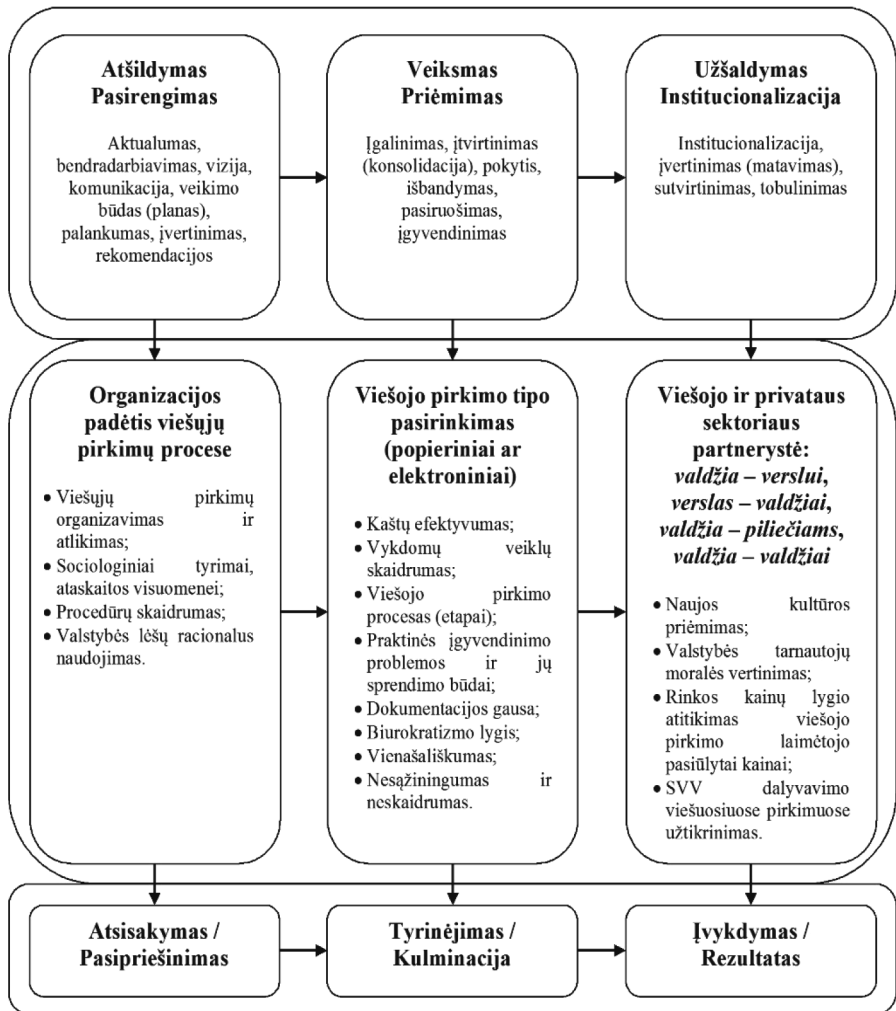 Atšildymas
Pasirengimas
Aktualumas,
bendradarbiavimas, vizija,
komunikacija, veikimo
būdas (planas),
palankumas, įvertinimas,
rekomendacijos
Veiksmas
Priėmimas
Įgalinimas, įtvirtinimas
(konsolidacija), pokytis,
išbandymas,
pasiruošimas,
įgyvendinimas
Užšaldymas
Institucionalizacija
Institucionalizacija,
įvertinimas (matavimas),
sutvirtinimas, tobulinimas
Organizacijos
padėtis viešųjų
pirkimų procese
• Viešųjų pirkimų
organizavimas ir
atlikimas;
• Sociologiniai tyrimai,
ataskaitos visuomenei;
• Procedūrų skaidrumas;
• Valstybės lėšų racionalus
naudojimas.
Viešojo pirkimo tipo
pasirinkimas
(popieriniai ar
elektroniniai)
• Kaštų efektyvumas;
• Vykdomų veiklų
skaidrumas;
• Viešojo pirkimo
procesas (etapai);
• Praktinės įgyvendinimo
problemos ir jų
sprendimo būdai;
• Dokumentacijos gausa;
• Biurokratizmo lygis;
• Vienašališkumas;
• Nesąžiningumas ir
neskaidrumas.
Viešojo ir privataus
sektoriaus
partnerystė:
valdžia – verslui,
verslas – valdžiai,
valdžia – piliečiams,
valdžia – valdžiai
• Naujos kultūros
priėmimas;
• Valstybės tarnautojų
moralės vertinimas;
• Rinkos kainų lygio
atitikimas viešojo
pirkimo laimėtojo
pasiūlytai kainai;
• SVV dalyvavimo
viešuosiuose pirkimuose
užtikrinimas.
Atsisakymas /
Pasipriešinimas
Tyrinėjimas /
Kulminacija
Įvykdymas /
Rezultatas